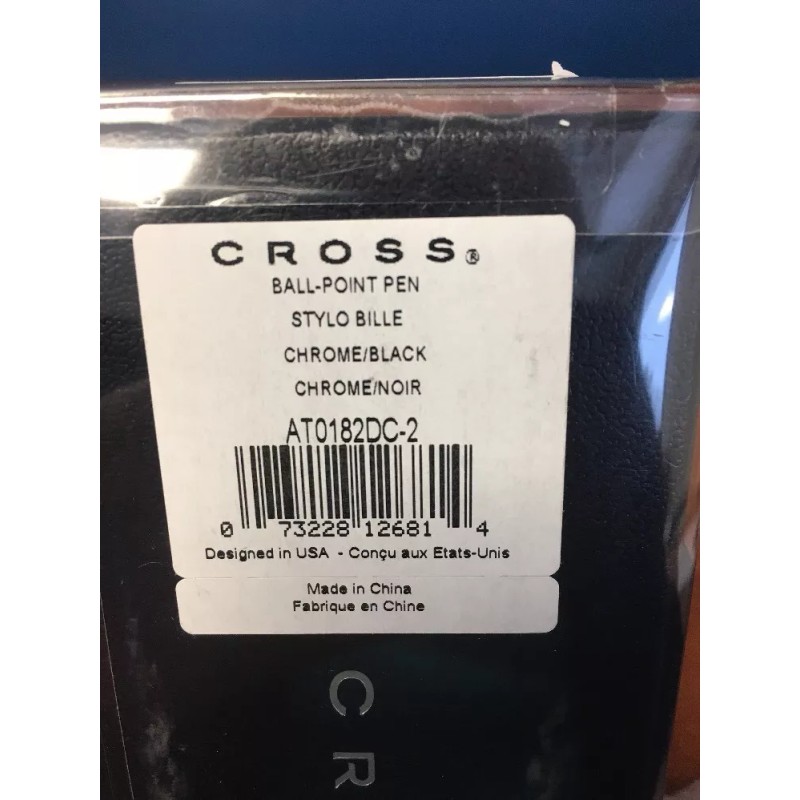 CROSS®
BALL-POINT PEN
STYLO BILLE
CHROME/BLACK
CHROME/NOIR
AT0182DC-2
0 73228 12681 4
Designed in USA - Conçu aux Etats-Unis
Made in China
Fabrique en Chine
C R